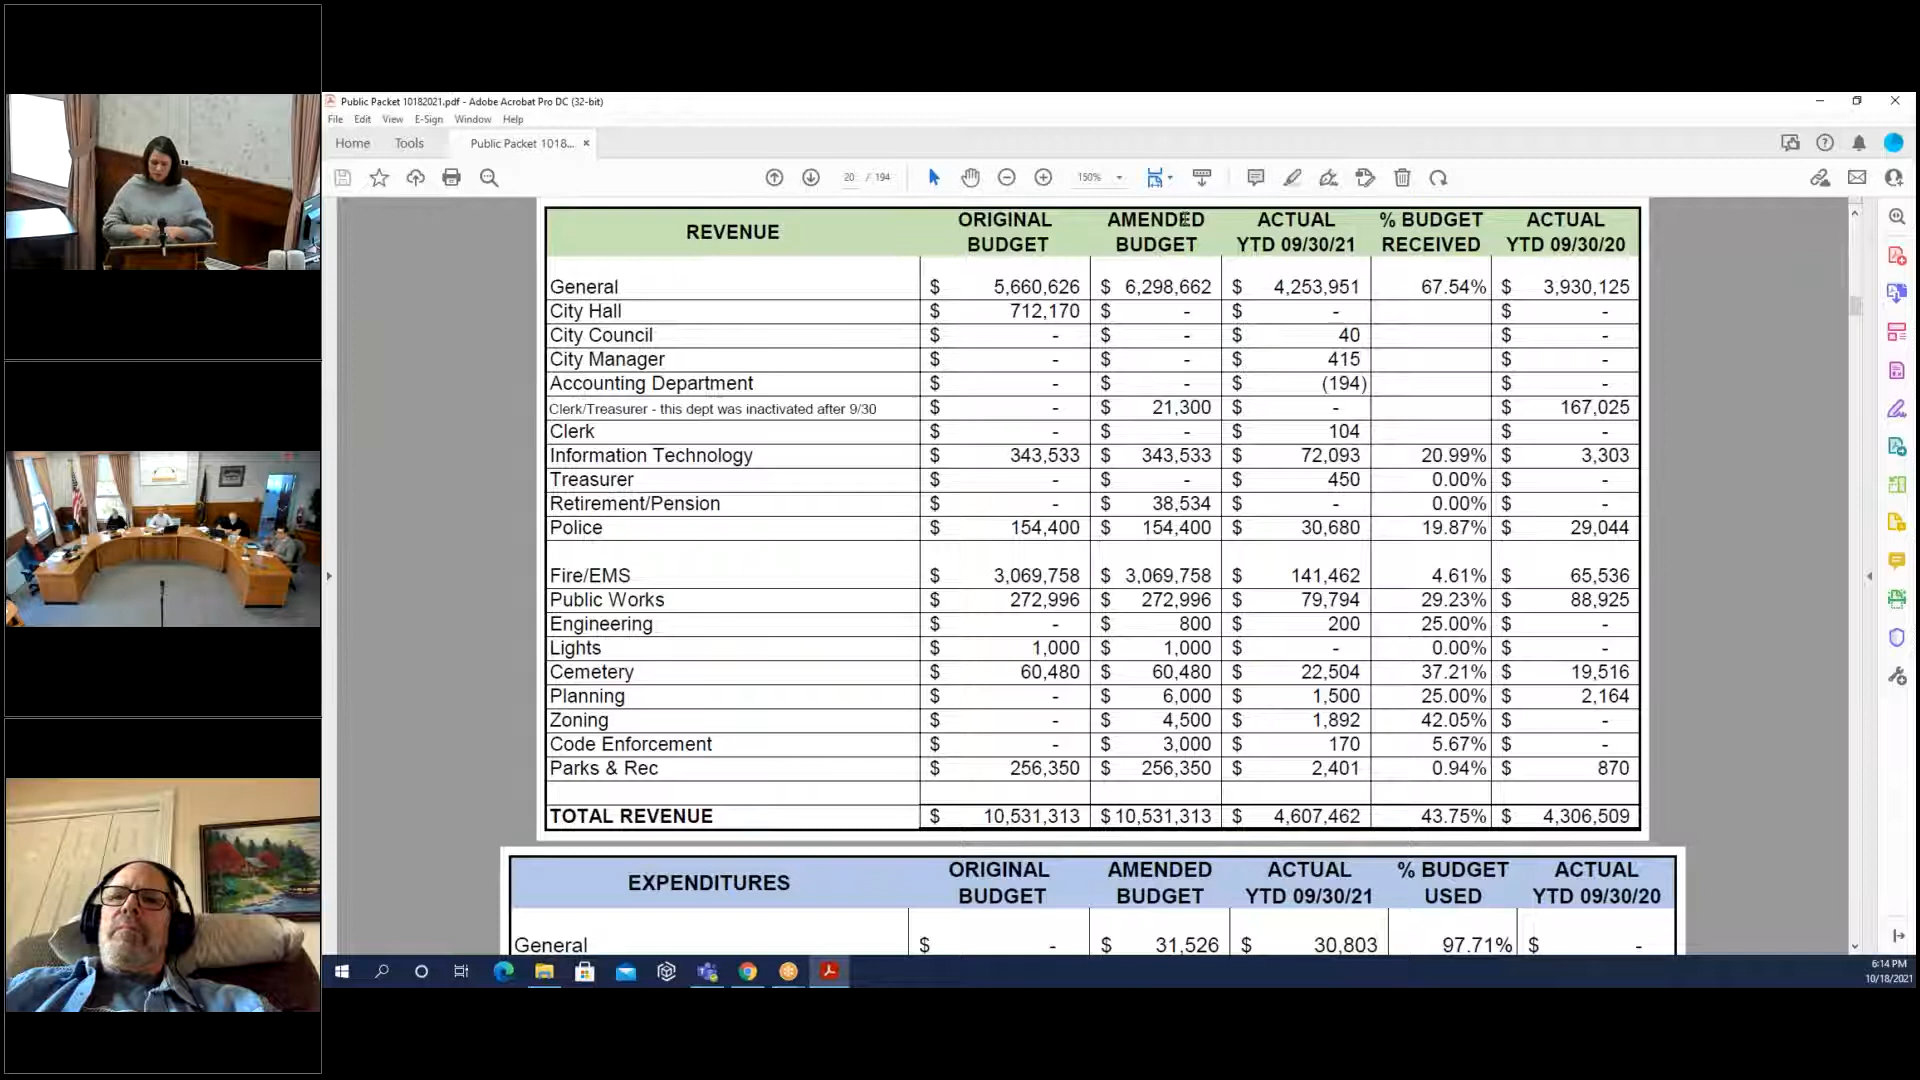 Public Packet 10182021.pdf - Adobe Acrobat Pro DC (32-bit)
File Edit View E-Sign Window Help
Home Tools Public Packet 1018... ×
20 / 194 150%
REVENUE ORIGINAL BUDGET AMENDED BUDGET ACTUAL YTD 09/30/21 % BUDGET RECEIVED ACTUAL YTD 09/30/20
General $ 5,660,626 $ 6,298,662 $ 4,253,951 67.54% $ 3,930,125
City Hall $ 712,170 $ - $ - $ -
City Council $ - $ - $ 40 $ -
City Manager $ - $ - $ 415 $ -
Accounting Department $ - $ - $ (194) $ -
Clerk/Treasurer - this dept was inactivated after 9/30 $ - $ 21,300 $ - $ 167,025
Clerk $ - $ - $ 104 $ -
Information Technology $ 343,533 $ 343,533 $ 72,093 20.99% $ 3,303
Treasurer $ - $ - $ 450 0.00% $ -
Retirement/Pension $ - $ 38,534 $ - 0.00% $ -
Police $ 154,400 $ 154,400 $ 30,680 19.87% $ 29,044
Fire/EMS $ 3,069,758 $ 3,069,758 $ 141,462 4.61% $ 65,536
Public Works $ 272,996 $ 272,996 $ 79,794 29.23% $ 88,925
Engineering $ - $ 800 $ 200 25.00% $ -
Lights $ 1,000 $ 1,000 $ - 0.00% $ -
Cemetery $ 60,480 $ 60,480 $ 22,504 37.21% $ 19,516
Planning $ - $ 6,000 $ 1,500 25.00% $ 2,164
Zoning $ - $ 4,500 $ 1,892 42.05% $ -
Code Enforcement $ - $ 3,000 $ 170 5.67% $ -
Parks & Rec $ 256,350 $ 256,350 $ 2,401 0.94% $ 870
TOTAL REVENUE $ 10,531,313 $ 10,531,313 $ 4,607,462 43.75% $ 4,306,509
EXPENDITURES ORIGINAL BUDGET AMENDED BUDGET ACTUAL YTD 09/30/21 % BUDGET USED ACTUAL YTD 09/30/20
General $ - $ 31,526 $ 30,803 97.71% $ -
6:14 PM
10/18/2021